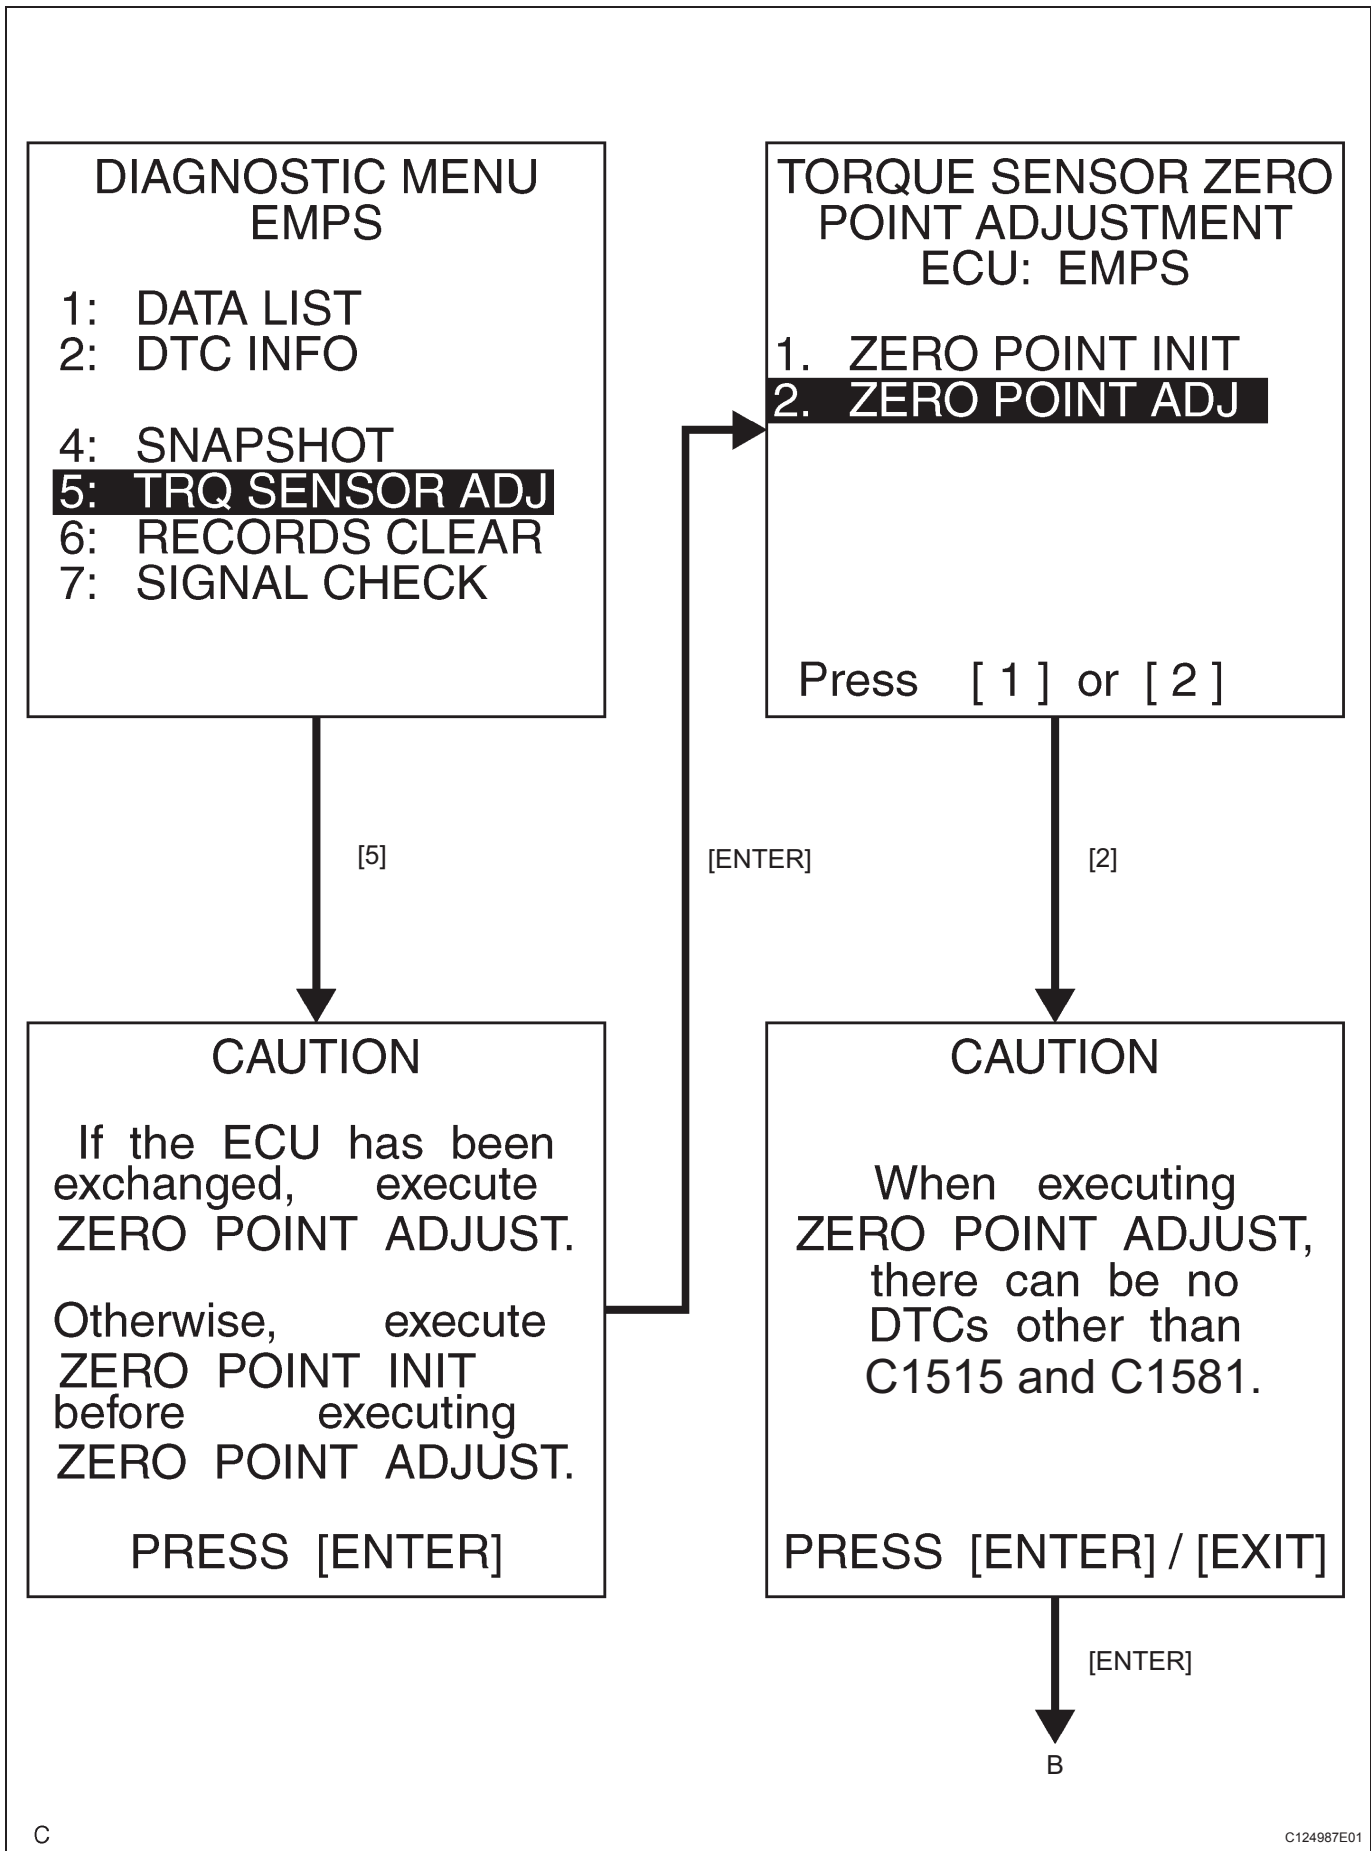 DIAGNOSTIC MENU
EMPS
1: DATA LIST
2: DTC INFO
4: SNAPSHOT
5: TRQ SENSOR ADJ
6: RECORDS CLEAR
7: SIGNAL CHECK
[5]
CAUTION
If the ECU has been
exchanged, execute
ZERO POINT ADJUST.
Otherwise, execute
ZERO POINT INIT
before executing
ZERO POINT ADJUST.
PRESS [ENTER]
[ENTER]
TORQUE SENSOR ZERO
POINT ADJUSTMENT
ECU: EMPS
1. ZERO POINT INIT
2. ZERO POINT ADJ
Press [ 1 ] or [ 2 ]
[2]
CAUTION
When executing
ZERO POINT ADJUST,
there can be no
DTCs other than
C1515 and C1581.
PRESS [ENTER] / [EXIT]
[ENTER]
B
C
C124987E01